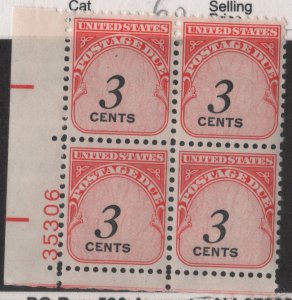 Cat
Selling
UNITED STATES
POSTAGE DUE
3
CENTS
UNITED STATES
POSTAGE DUE
3
CENTS
UNITED STATES
POSTAGE DUE
3
CENTS
UNITED STATES
POSTAGE DUE
3
CENTS
35306